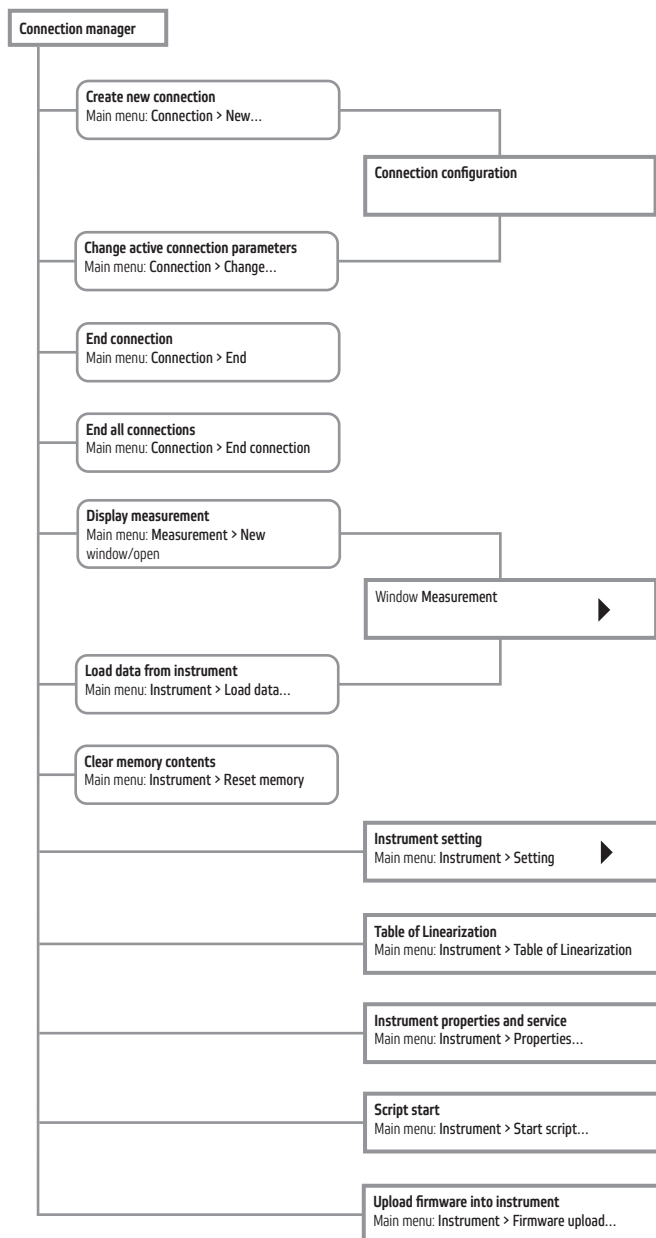 Connection manager
Create new connection
Main menu: Connection > New...
Connection configuration
Change active connection parameters
Main menu: Connection > Change...
End connection
Main menu: Connection > End
End all connections
Main menu: Connection > End connection
Display measurement
Main menu: Measurement > New
window/open
Window Measurement
Load data from instrument
Main menu: Instrument > Load data...
Clear memory contents
Main menu: Instrument > Reset memory
Instrument setting
Main menu: Instrument > Setting
Table of Linearization
Main menu: Instrument > Table of Linearization
Instrument properties and service
Main menu: Instrument > Properties...
Script start
Main menu: Instrument > Start script...
Upload firmware into instrument
Main menu: Instrument > Firmware upload...